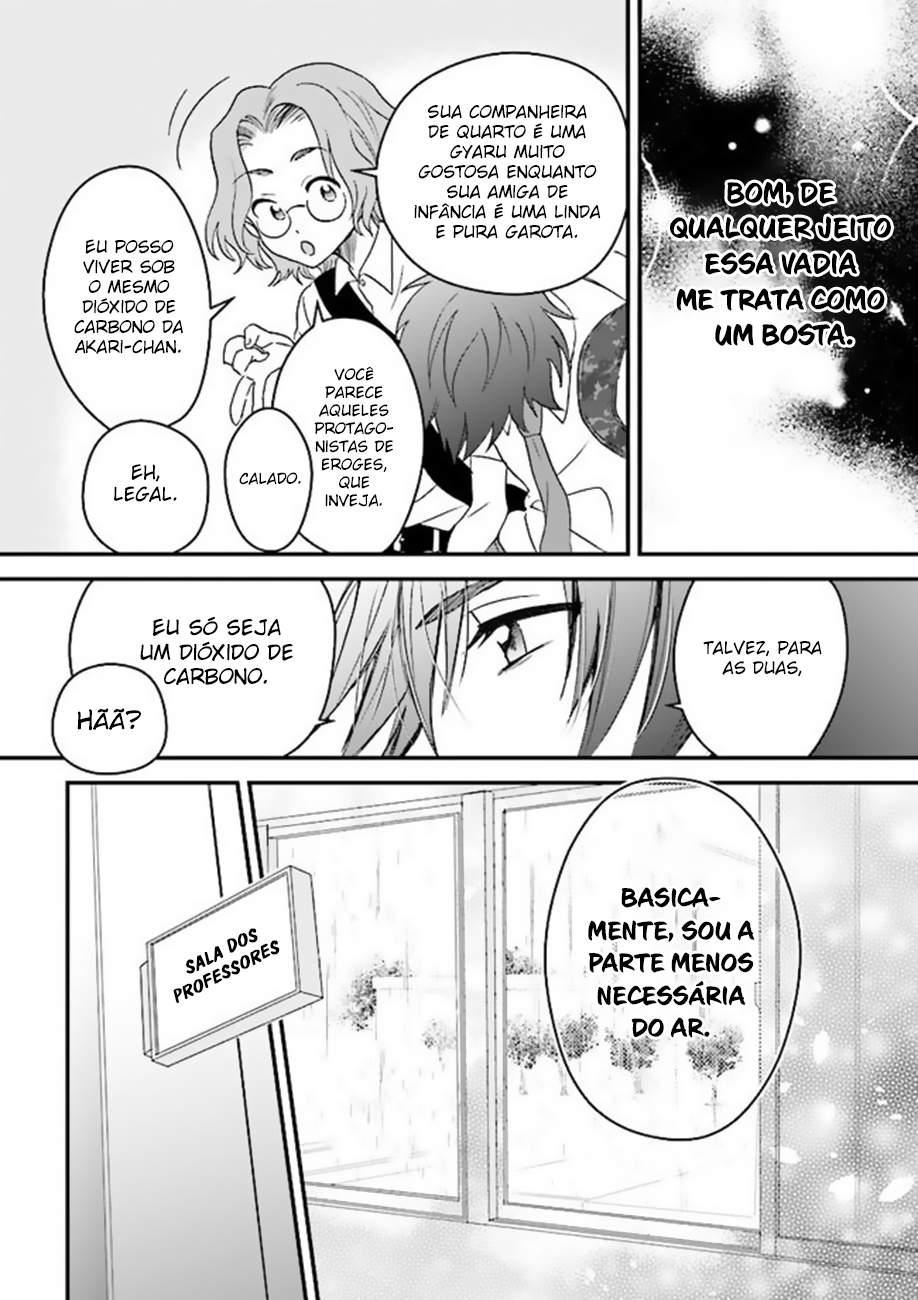 BOM, DE
QUALQUER JEITO
ESSA VADIA
ME TRATA COMO
UM BOSTA.
SUA COMPANHEIRA
DE QUARTO É UMA
GYARU MUITO
GOSTOSA ENQUANTO
SUA AMIGA DE
INFÂNCIA É UMA LINDA
E PURA GAROTA.
VOCÊ
PARECE
AQUELES
PROTAGO-
NISTAS DE
EROGES,
QUE
INVEJA.
CALADO.
EU POSSO
VIVER SOB
O MESMO
DIÓXIDO DE
CARBONO DA
AKARI-CHAN.
EH,
LEGAL.
TALVEZ, PARA
AS DUAS,
EU SÓ SEJA
UM DIÓXIDO DE
CARBONO.
HÃÃ?
BASICA-
MENTE, SOU A
PARTE MENOS
NECESSÁRIA
DO AR.
SALA DOS
PROFESSORES